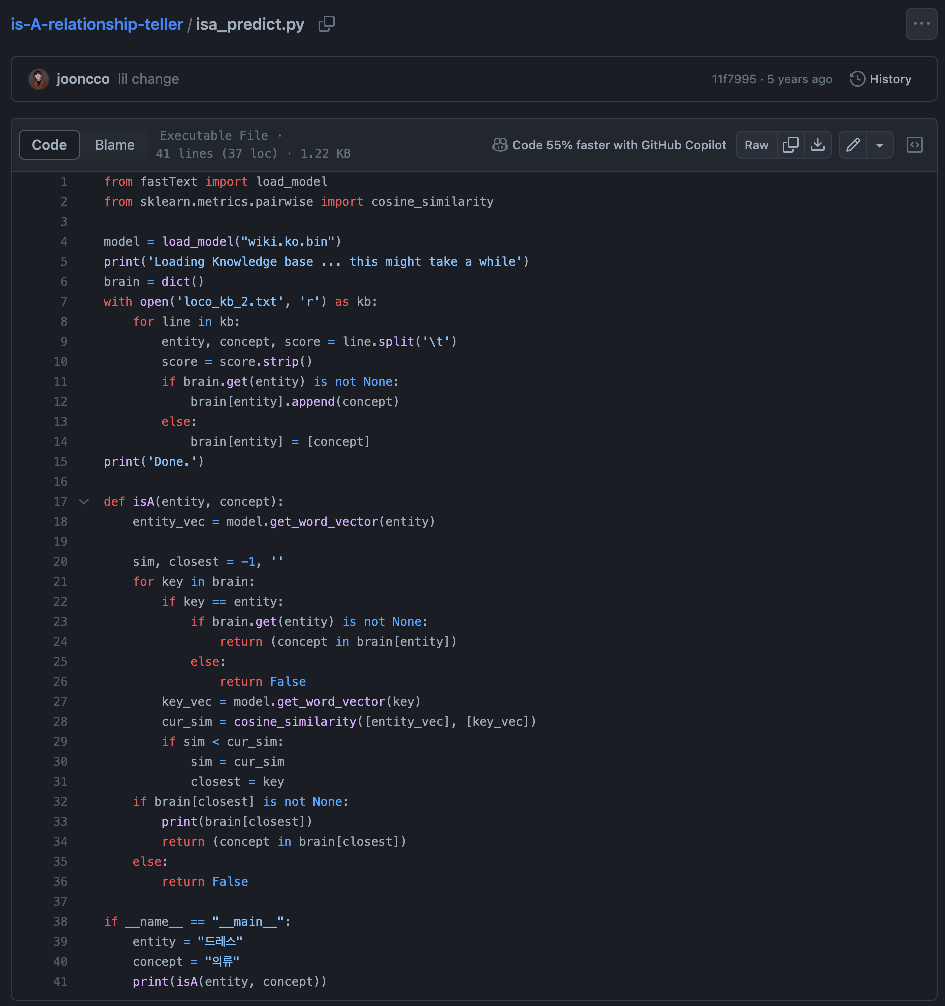 is-A-relationship-teller / isa_predict.py
jooncco lil change 11f7995 · 5 years ago History
Code Blame Executable File · 41 lines (37 loc) · 1.22 KB Code 55% faster with GitHub Copilot Raw
1 from fastText import load_model
2 from sklearn.metrics.pairwise import cosine_similarity
3
4 model = load_model("wiki.ko.bin")
5 print('Loading Knowledge base ... this might take a while')
6 brain = dict()
7 with open('loco_kb_2.txt', 'r') as kb:
8     for line in kb:
9         entity, concept, score = line.split('\t')
10         score = score.strip()
11         if brain.get(entity) is not None:
12             brain[entity].append(concept)
13         else:
14             brain[entity] = [concept]
15 print('Done.')
16
17 def isA(entity, concept):
18     entity_vec = model.get_word_vector(entity)
19
20     sim, closest = -1, ''
21     for key in brain:
22         if key == entity:
23             if brain.get(entity) is not None:
24                 return (concept in brain[entity])
25             else:
26                 return False
27         key_vec = model.get_word_vector(key)
28         cur_sim = cosine_similarity([entity_vec], [key_vec])
29         if sim < cur_sim:
30             sim = cur_sim
31             closest = key
32     if brain[closest] is not None:
33         print(brain[closest])
34         return (concept in brain[closest])
35     else:
36         return False
37
38 if __name__ == "__main__":
39     entity = "드레스"
40     concept = "의류"
41     print(isA(entity, concept))